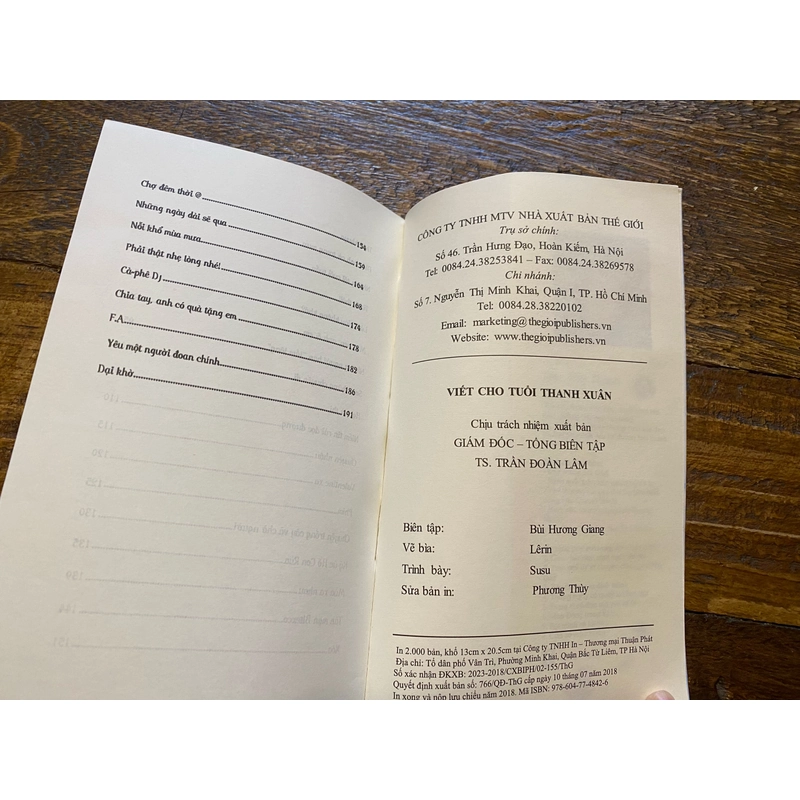 Chợ đêm thời @
Những ngày dài sẽ qua 154
Nỗi khổ mùa mưa 159
Phải thật nhẹ lòng nhé! 164
Cà-phê Dj 168
Chia tay, anh có quà tặng em 174
F.A 178
Yêu một người đoan chính 182
Dại khờ 186
191
CÔNG TY TNHH MTV NHÀ XUẤT BẢN THẾ GIỚI
Trụ sở chính:
Số 46. Trần Hưng Đạo, Hoàn Kiếm, Hà Nội
Tel: 0084.24.38253841 – Fax: 0084.24.38269578
Chi nhánh:
Số 7. Nguyễn Thị Minh Khai, Quận I, TP. Hồ Chí Minh
Tel: 0084.28.38220102
Email: marketing@thegioipublishers.vn
Website: www.thegioipublishers.vn
VIẾT CHO TUỔI THANH XUÂN
Chịu trách nhiệm xuất bản
GIÁM ĐỐC – TỔNG BIÊN TẬP
TS. TRẦN ĐOÀN LÂM
Biên tập: Bùi Hương Giang
Vẽ bìa: Lêrin
Trình bày: Susu
Sửa bản in: Phương Thùy
In 2.000 bản, khổ 13cm x 20.5cm tại Công ty TNHH In – Thương mại Thuận Phát
Địa chỉ: Tổ dân phố Văn Trì, Phường Minh Khai, Quận Bắc Từ Liêm, TP Hà Nội
Số xác nhận ĐKXB: 2023-2018/CXBIPH/02-155/ThG
Quyết định xuất bản số: 766/QĐ-ThG cấp ngày 10 tháng 07 năm 2018
In xong và nộp lưu chiểu năm 2018. Mã ISBN: 978-604-77-4842-6